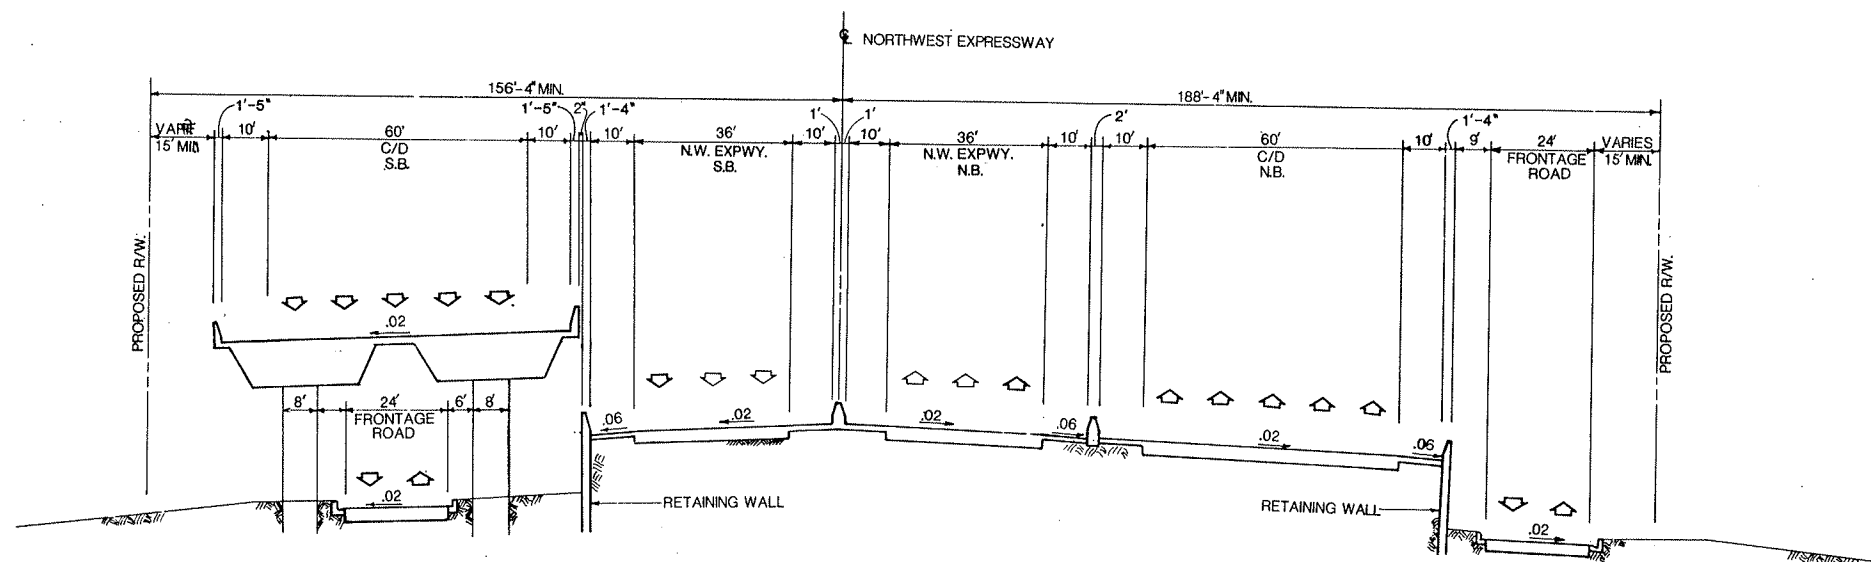 ℄ NORTHWEST EXPRESSWAY
156'-4" MIN.
188'-4" MIN.
1'-5"
1'-5"
2"
1'-4"
1'
1'
2'
1'-4"
15' MIN
10'
60'
C/D
S.B.
10'
10'
36'
N.W. EXPWY.
S.B.
10'
10'
36'
N.W. EXPWY.
N.B.
10'
10'
60'
C/D
N.B.
10'
9'
24'
FRONTAGE
ROAD
VARIES
15' MIN.
PROPOSED R/W.
PROPOSED R/W.
.02
8'
24'
6'
8'
FRONTAGE
ROAD
.02
.06
.02
.02
.06
.02
.06
RETAINING WALL
RETAINING WALL
.02